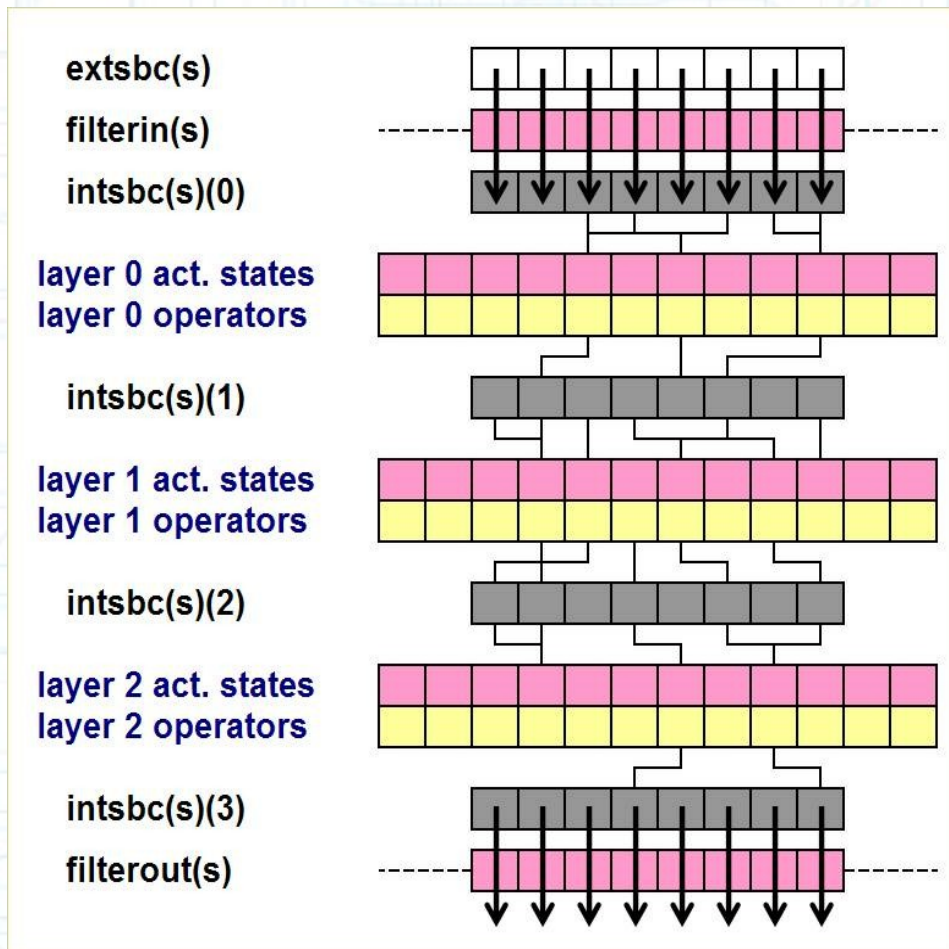 extsbc(s)
filterin(s)
intsbc(s)(0)
layer 0 act. states
layer 0 operators
intsbc(s)(1)
layer 1 act. states
layer 1 operators
intsbc(s)(2)
layer 2 act. states
layer 2 operators
intsbc(s)(3)
filterout(s)